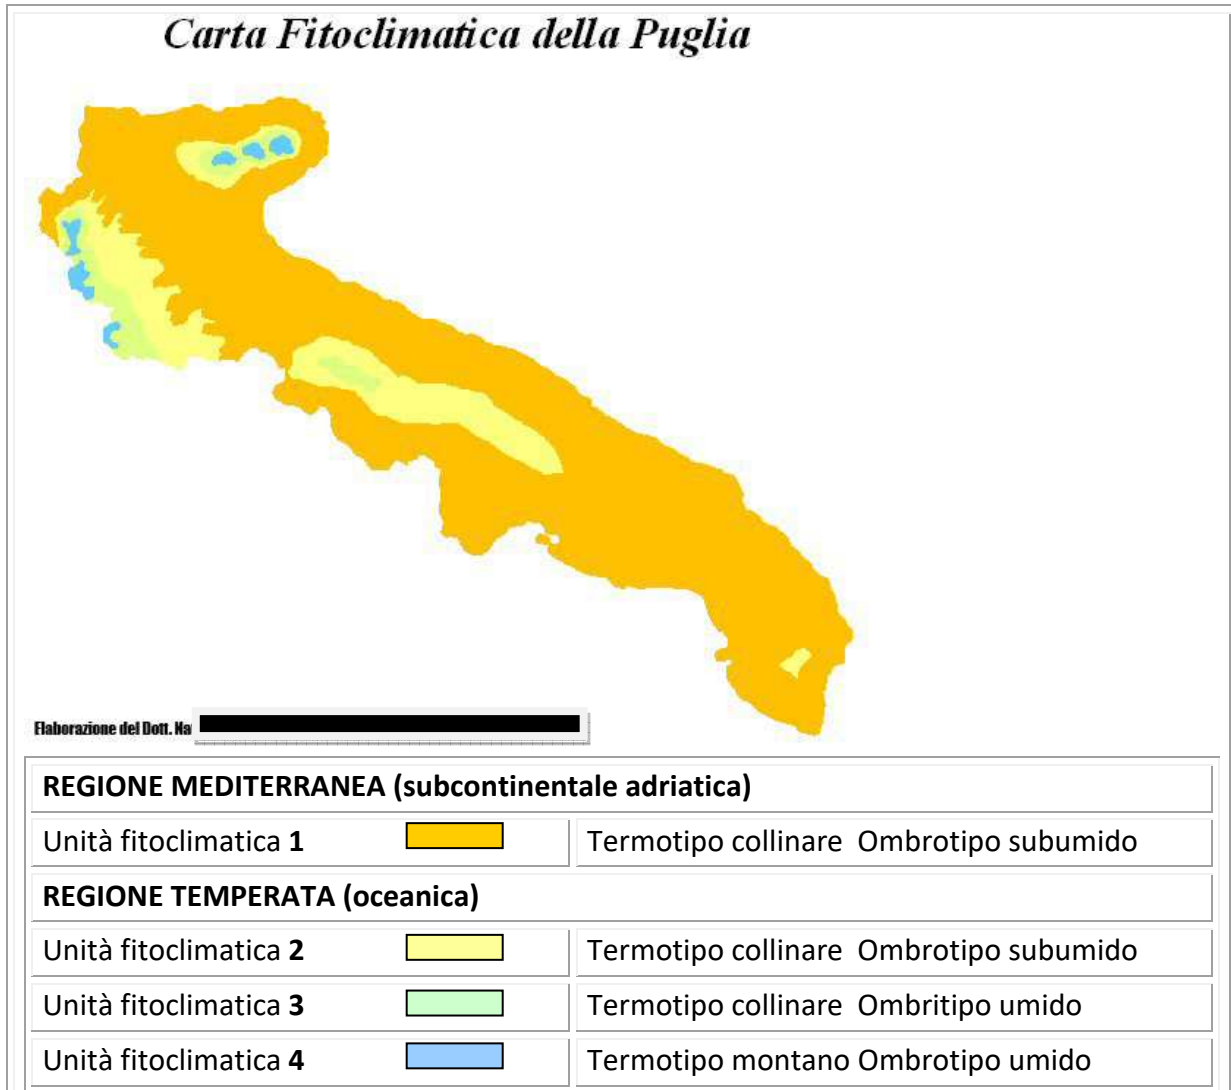 Carta Fitoclimatica della Puglia
Elaborazione del Dott. Na
REGIONE MEDITERRANEA (subcontinentale adriatica)
Unità fitoclimatica 1 Termotipo collinare Ombrotipo subumido
REGIONE TEMPERATA (oceanica)
Unità fitoclimatica 2 Termotipo collinare Ombrotipo subumido
Unità fitoclimatica 3 Termotipo collinare Ombritipo umido
Unità fitoclimatica 4 Termotipo montano Ombrotipo umido